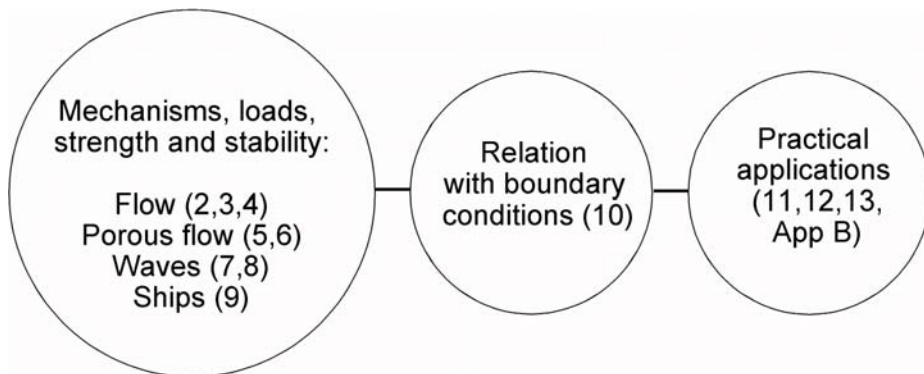 Mechanisms, loads,
strength and stability:
Flow (2,3,4)
Porous flow (5,6)
Waves (7,8)
Ships (9)
Relation
with boundary
conditions (10)
Practical
applications
(11,12,13,
App B)